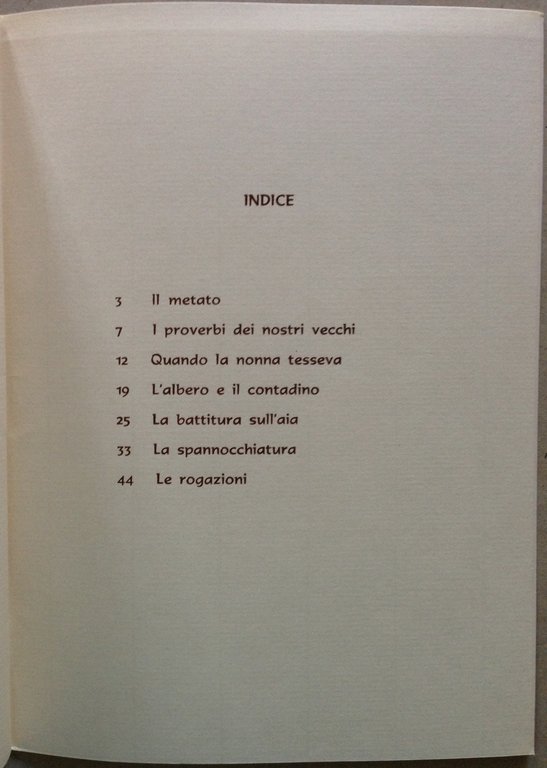 INDICE
3 Il metato
7 I proverbi dei nostri vecchi
12 Quando la nonna tesseva
19 L'albero e il contadino
25 La battitura sull'aia
33 La spannocchiatura
44 Le rogazioni